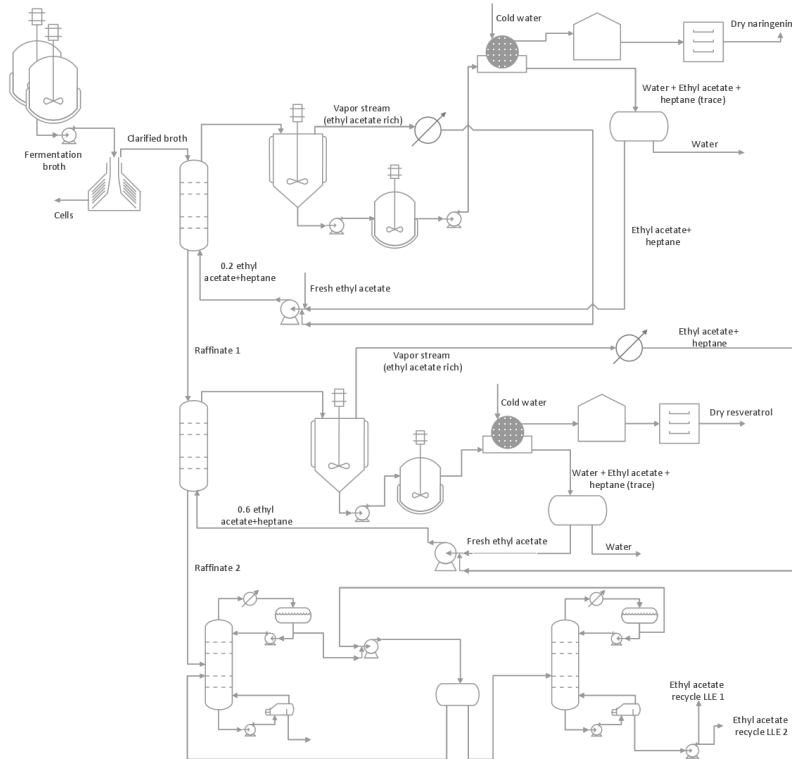 Cold water
Dry naringenin
Vapor stream
(ethyl acetate rich)
Water + Ethyl acetate +
heptane (trace)
Clarified broth
Water
Fermentation
broth
Cells
Ethyl acetate+
heptane
0.2 ethyl
acetate+heptane
Fresh ethyl acetate
Raffinate 1
Vapor stream
(ethyl acetate rich)
Ethyl acetate+
heptane
Cold water
Dry resveratrol
Water + Ethyl acetate +
heptane (trace)
0.6 ethyl
acetate+heptane
Fresh ethyl acetate
Water
Raffinate 2
Ethyl acetate
recycle LLE 1
Ethyl acetate
recycle LLE 2